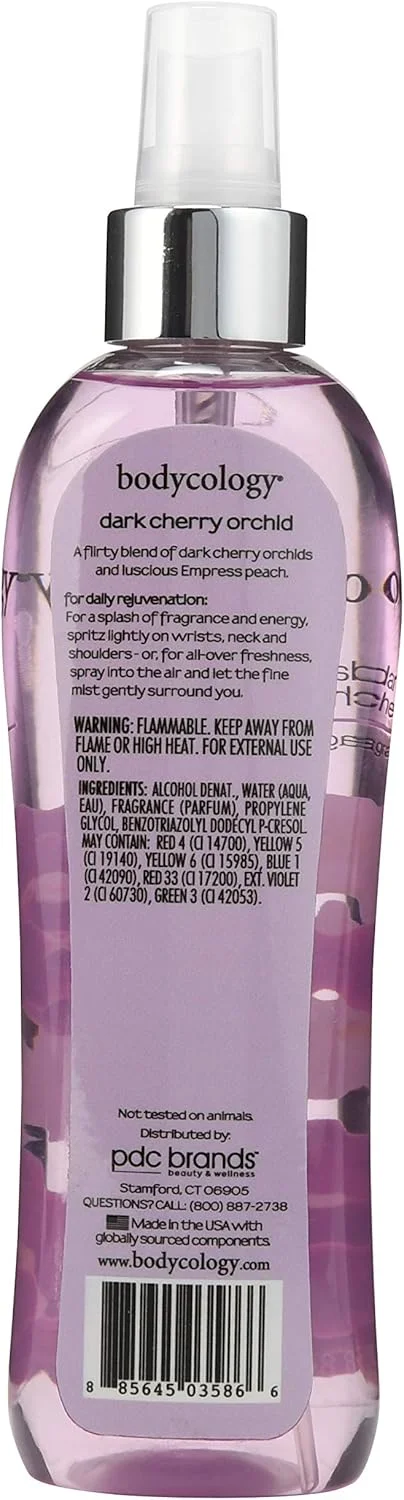 bodycology®
dark cherry orchid
A flirty blend of dark cherry orchids
and luscious Empress peach.
for daily rejuvenation:
For a splash of fragrance and energy,
spritz lightly on wrists, neck and
shoulders - or, for all-over freshness,
spray into the air and let the fine
mist gently surround you.
WARNING: FLAMMABLE. KEEP AWAY FROM
FLAME OR HIGH HEAT. FOR EXTERNAL USE
ONLY.
INGREDIENTS: ALCOHOL DENAT., WATER (AQUA,
EAU), FRAGRANCE (PARFUM), PROPYLENE
GLYCOL, BENZOTRIAZOLYL DODECYL P-CRESOL.
MAY CONTAIN: RED 4 (CI 14700), YELLOW 5
(CI 19140), YELLOW 6 (CI 15985), BLUE 1
(CI 42090), RED 33 (CI 17200), EXT. VIOLET
2 (CI 60730), GREEN 3 (CI 42053).
Not tested on animals.
Distributed by:
pdc brands™
beauty & wellness
Stamford, CT 06905
QUESTIONS? CALL: (800) 887-2738
Made in the USA with
globally sourced components.
www.bodycology.com
8 85645 03586 6